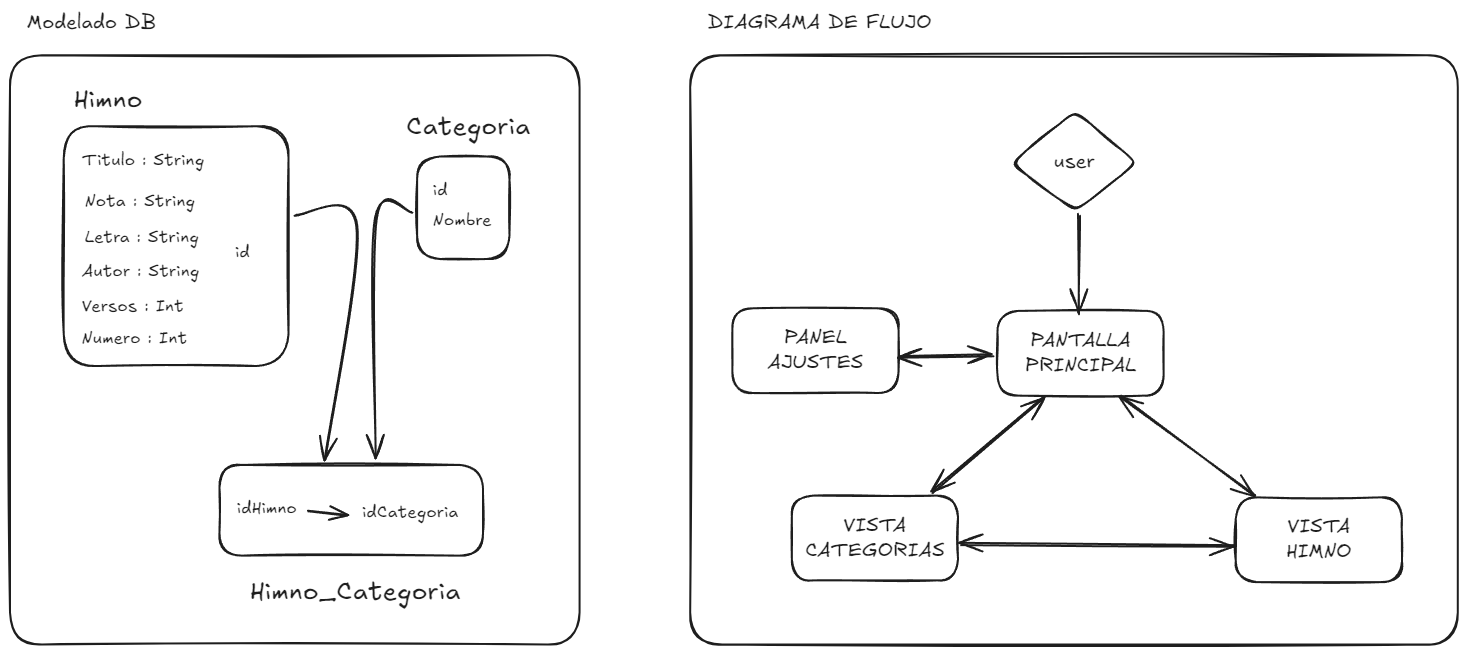 Modelado DB
Himno
Titulo : String
Nota : String
Letra : String
id
Autor : String
Versos : Int
Numero : Int
Categoria
id
Nombre
idHimno
idCategoria
Himno_Categoria
DIAGRAMA DE FLUJO
user
PANEL
AJUSTES
PANTALLA
PRINCIPAL
VISTA
CATEGORIAS
VISTA
HIMNO